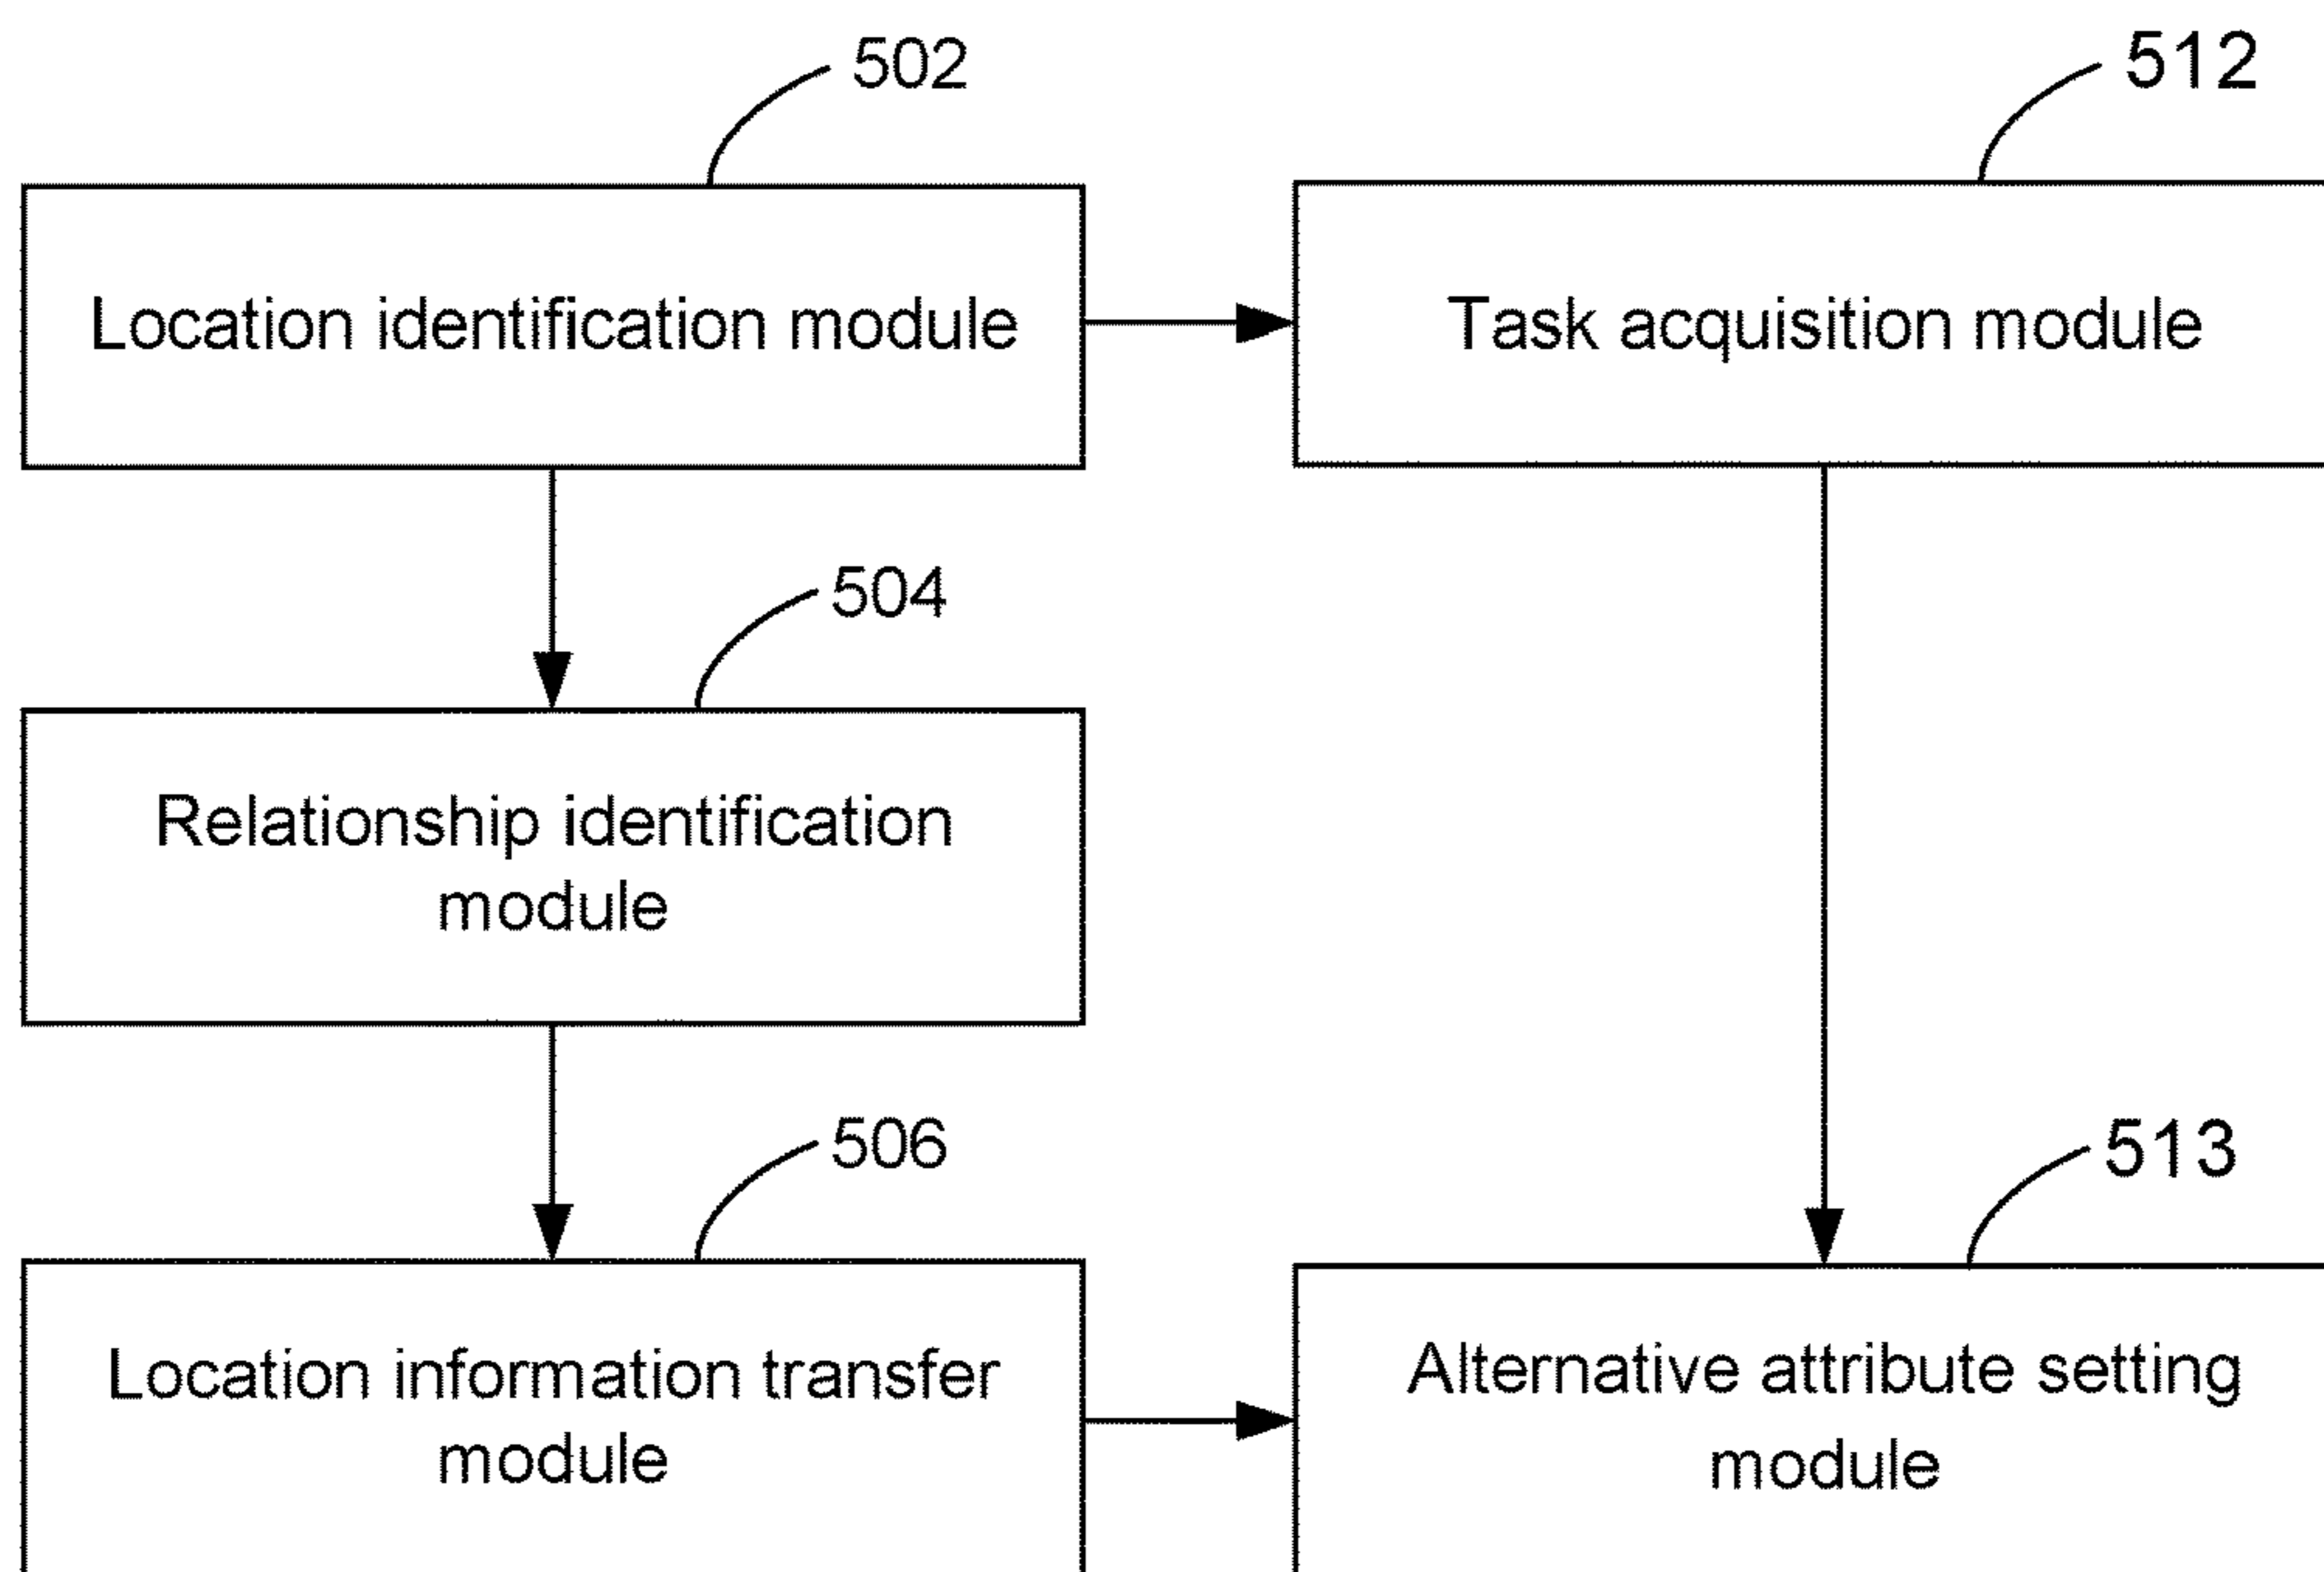 502
512
Location identification module
Task acquisition module
504
Relationship identification
module
506
513
Location information transfer
module
Alternative attribute setting
module